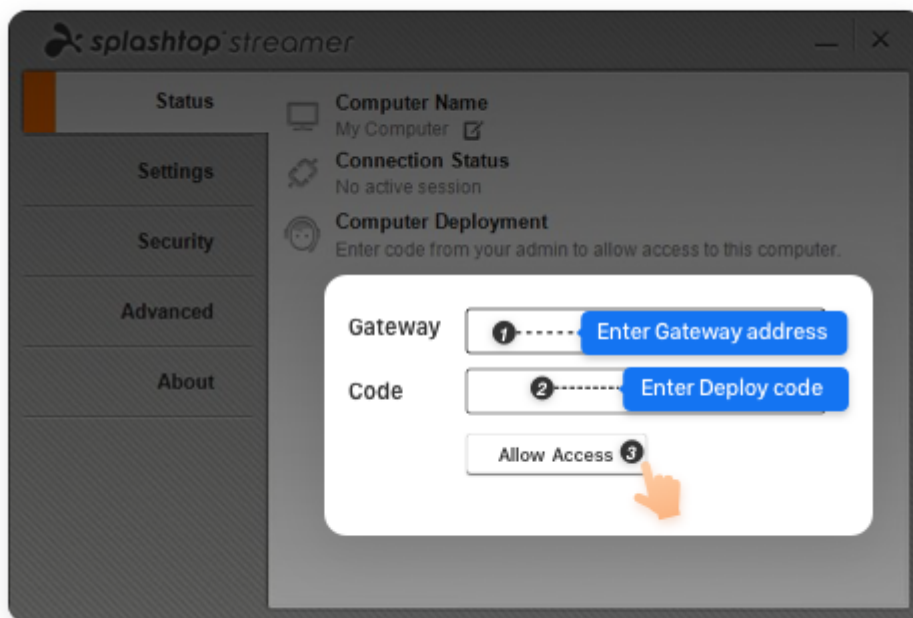 splashtop streamer
Status
Settings
Security
Advanced
About
Computer Name
My Computer
Connection Status
No active session
Computer Deployment
Enter code from your admin to allow access to this computer.
Gateway 1 Enter Gateway address
Code 2 Enter Deploy code
Allow Access 3